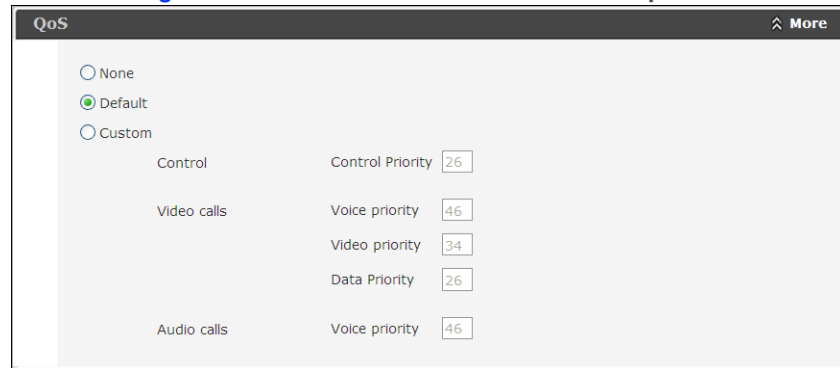 QoS More
None
Default
Custom
Control Control Priority 26
Video calls Voice priority 46
Video priority 34
Data Priority 26
Audio calls Voice priority 46